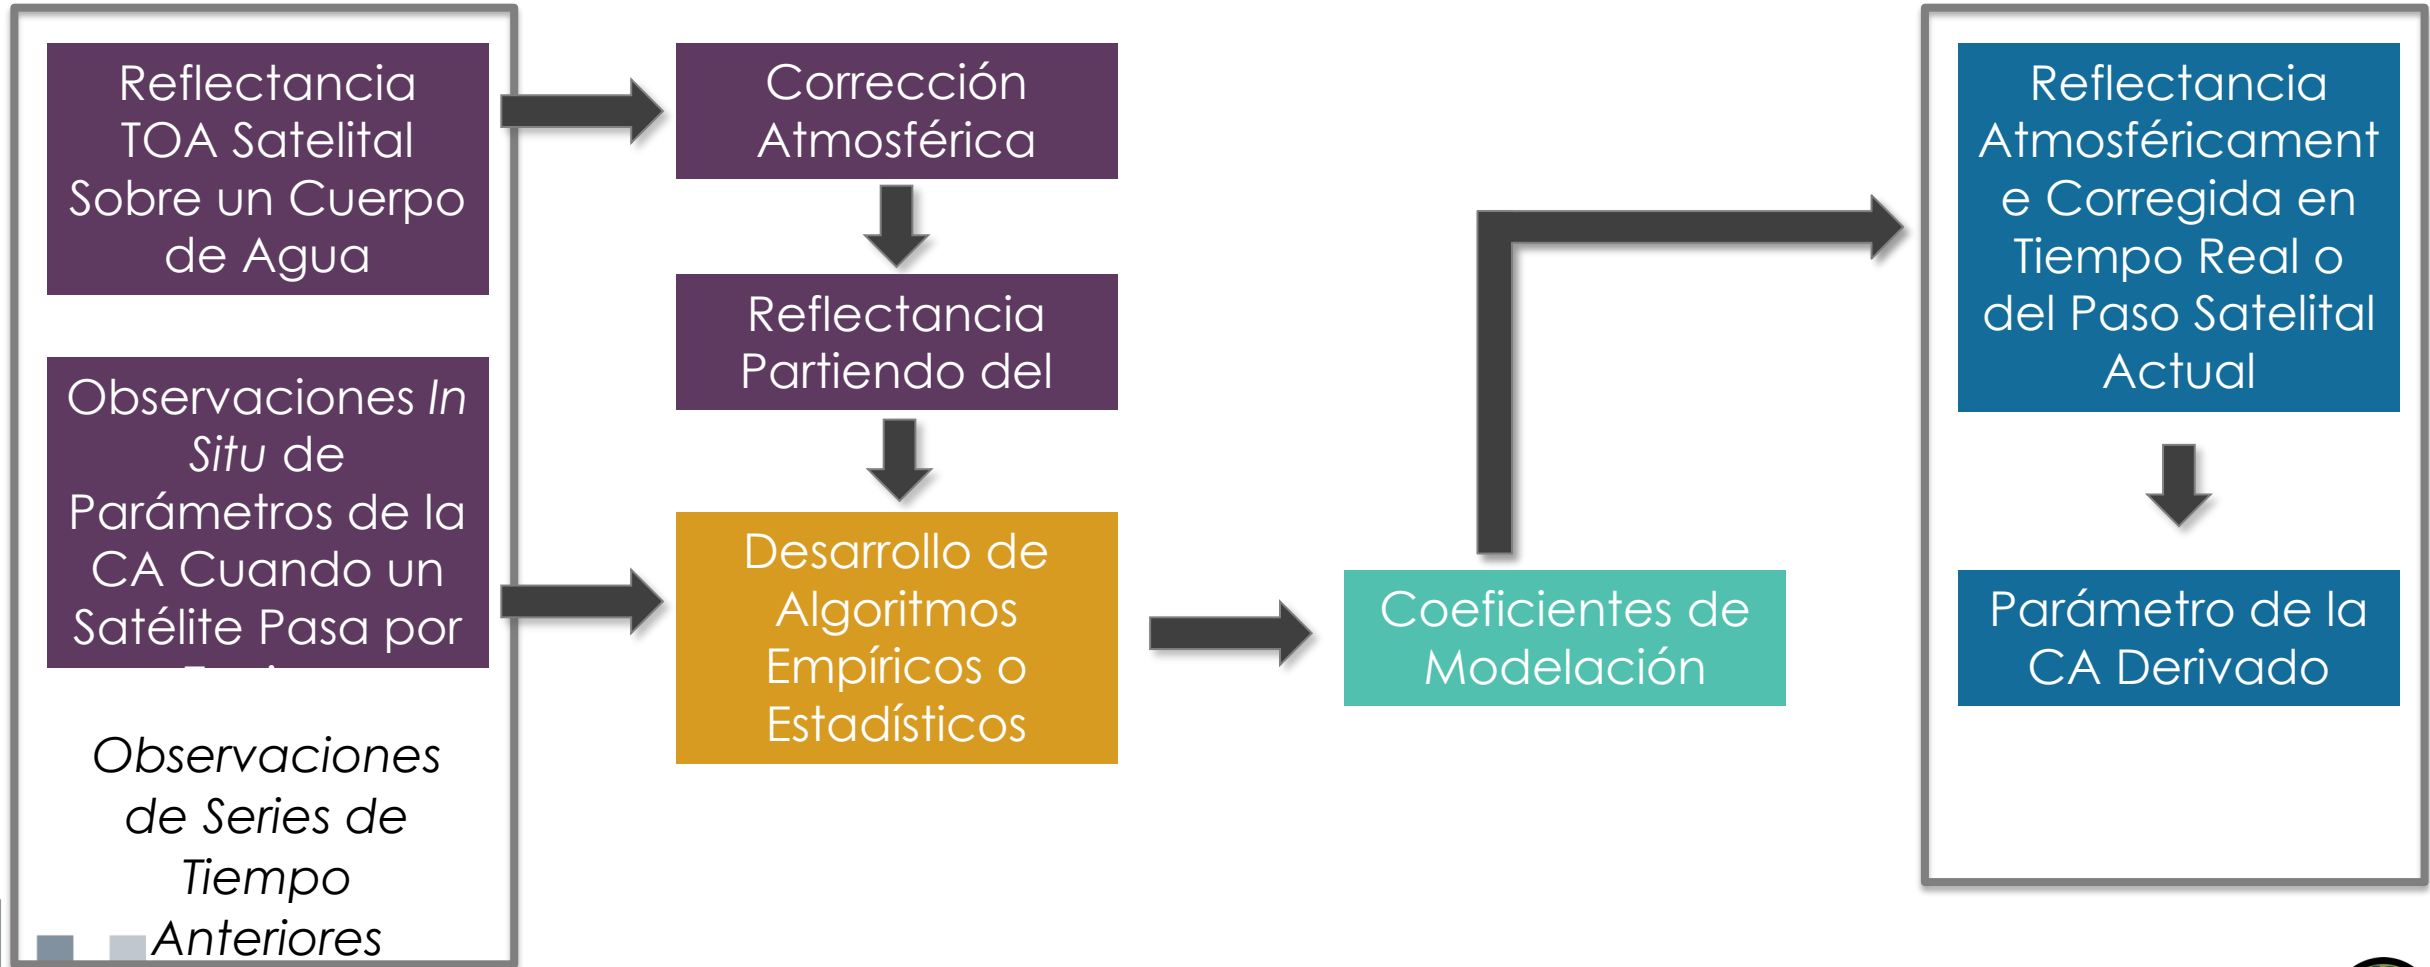 Reflectancia
TOA Satelital
Sobre un Cuerpo
de Agua
Observaciones In
Situ de
Parámetros de la
CA Cuando un
Satélite Pasa por
Observaciones
de Series de
Tiempo
Anteriores
Corrección
Atmosférica
Reflectancia
Partiendo del
Desarrollo de
Algoritmos
Empíricos o
Estadísticos
Coeficientes de
Modelación
Reflectancia
Atmosféricament
e Corregida en
Tiempo Real o
del Paso Satelital
Actual
Parámetro de la
CA Derivado